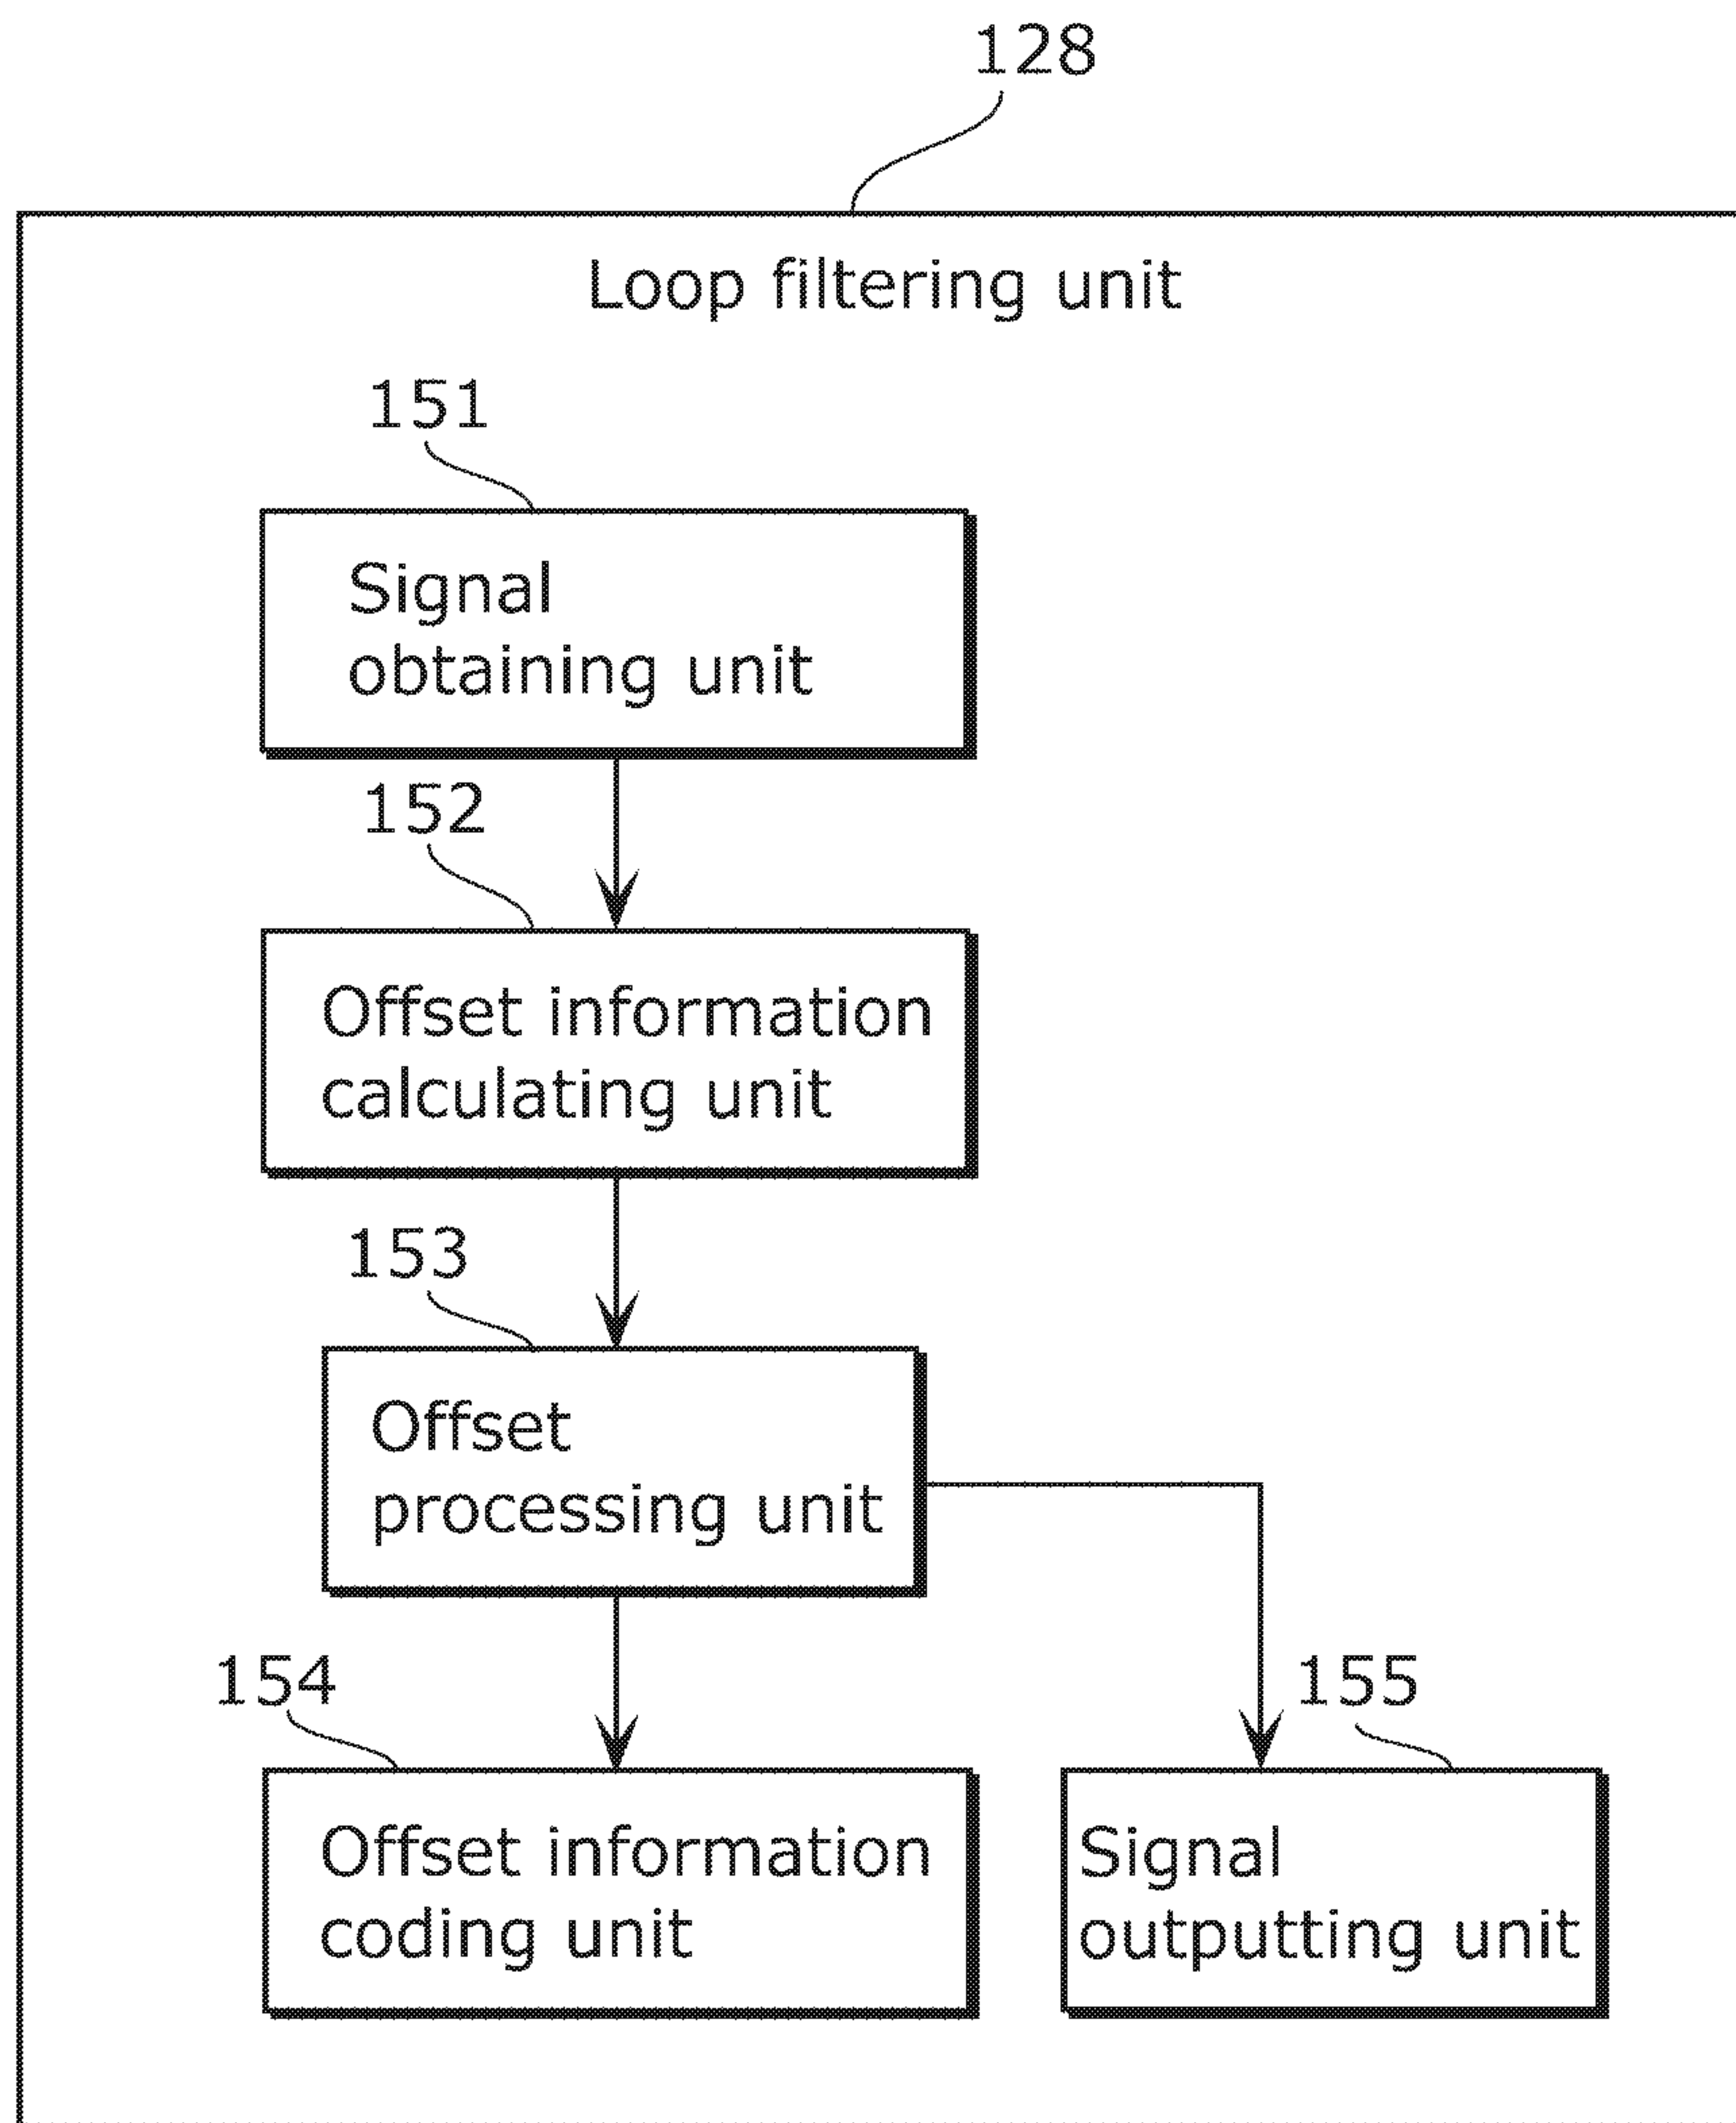 128
Loop filtering unit
151
Signal
obtaining unit
152
Offset information
calculating unit
153
Offset
processing unit
154
Offset information
coding unit
155
Signal
outputting unit